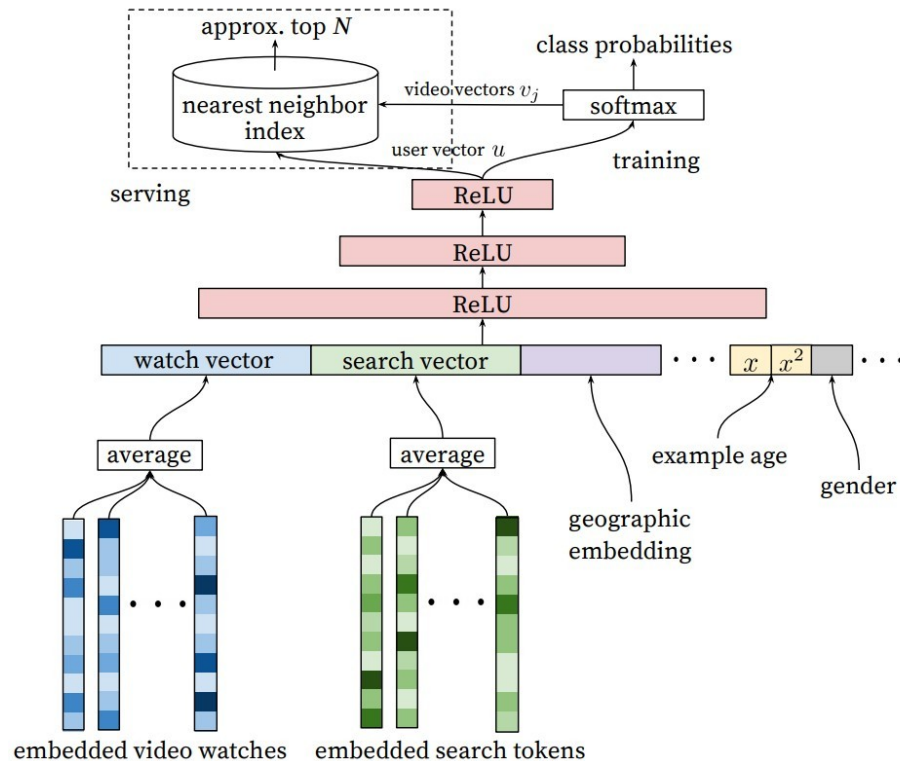 approx. top N
class probabilities
nearest neighbor
index
video vectors v_j
softmax
user vector u
training
serving
ReLU
ReLU
ReLU
watch vector
search vector
. . .
x
x²
. . .
average
average
example age
gender
geographic
embedding
. . .
. . .
embedded video watches
embedded search tokens